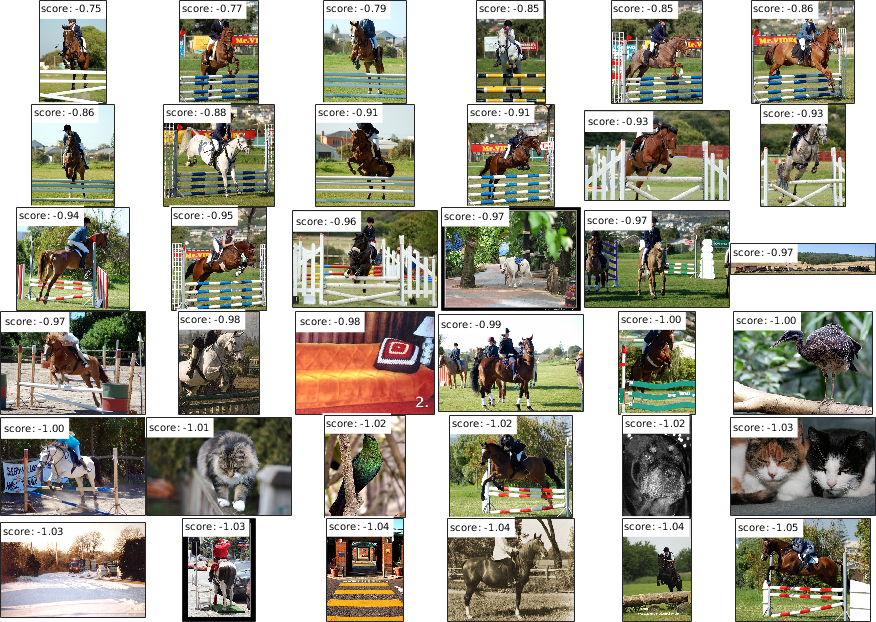 score: -0.75
score: -0.77
score: -0.79
score: -0.85
score: -0.85
score: -0.86
score: -0.86
score: -0.88
score: -0.91
score: -0.91
score: -0.93
score: -0.93
score: -0.94
score: -0.95
score: -0.96
score: -0.97
score: -0.97
score: -0.97
score: -0.97
score: -0.98
score: -0.98
2.
score: -0.99
score: -1.00
score: -1.00
score: -1.00
score: -1.01
score: -1.02
score: -1.02
score: -1.02
score: -1.03
score: -1.03
score: -1.03
score: -1.04
score: -1.04
score: -1.04
score: -1.05